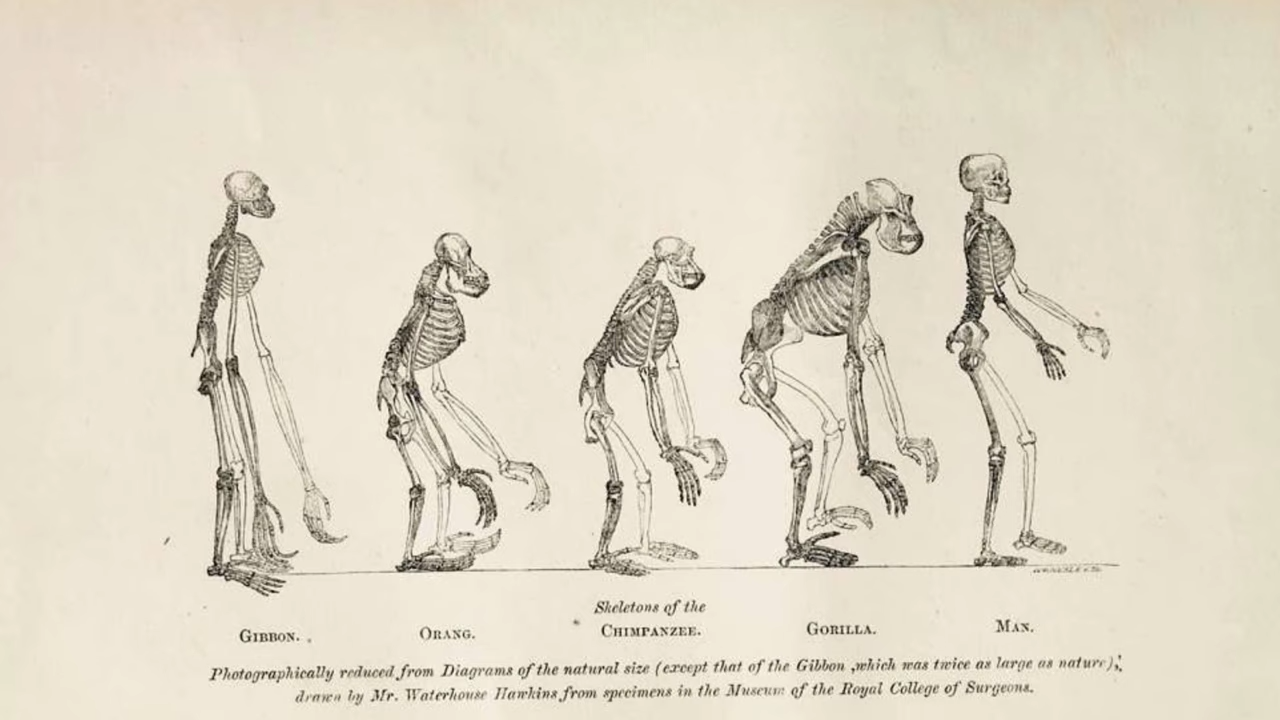 Skeletons of the
GIBBON. ORANG. CHIMPANZEE. GORILLA. MAN.
Photographically reduced from Diagrams of the natural size (except that of the Gibbon, which was twice as large as nature),
drawn by Mr. Waterhouse Hawkins from specimens in the Museum of the Royal College of Surgeons.